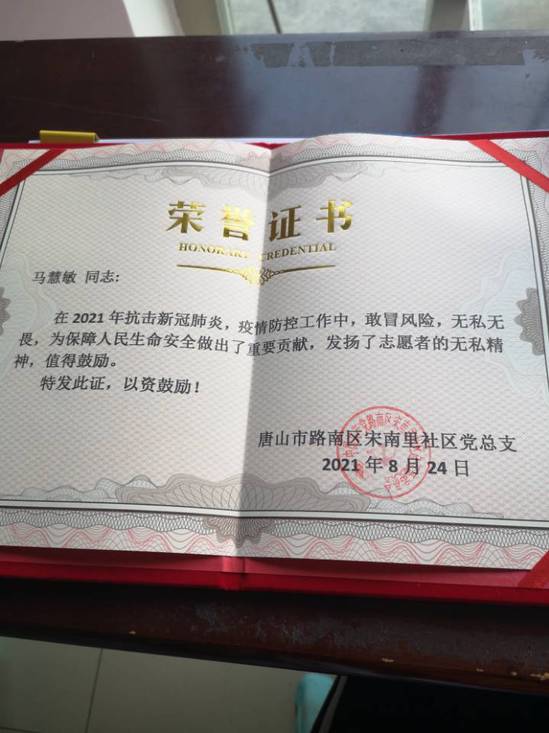 荣誉证书
HONORARY CREDENTIAL
马慧敏 同志：
在 2021 年抗击新冠肺炎，疫情防控工作中，敢冒风险，无私无
畏，为保障人民生命安全做出了重要贡献，发扬了志愿者的无私精
神，值得鼓励。
特发此证，以资鼓励！
唐山市路南区宋南里社区党总支
2021 年 8 月 24 日